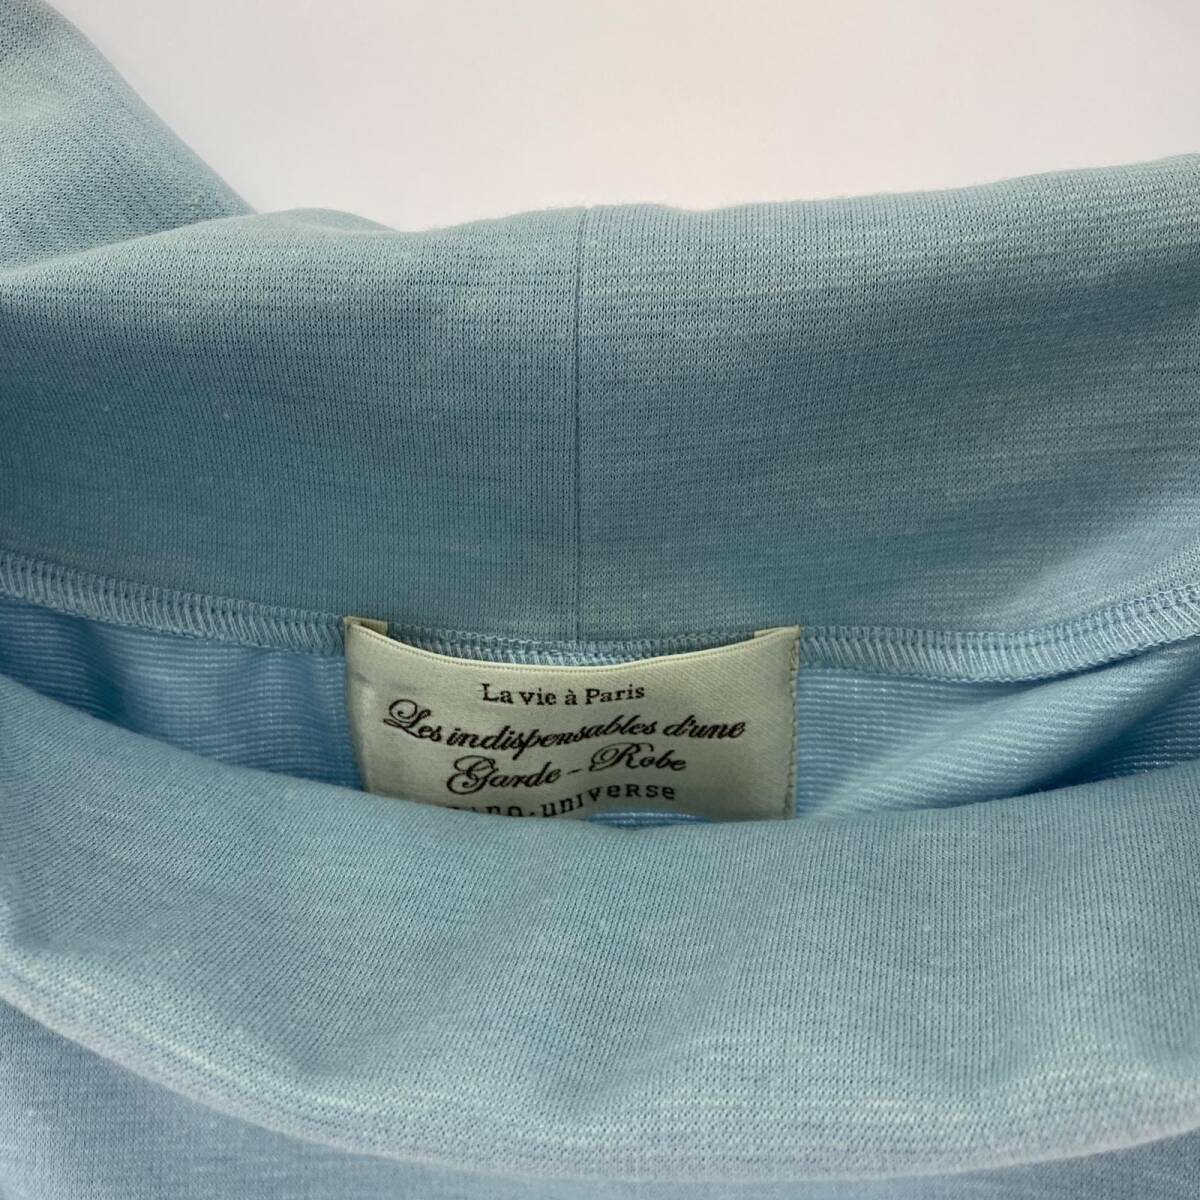 La vie à Paris
Les indispensables d'une
Garde-Robe
universe